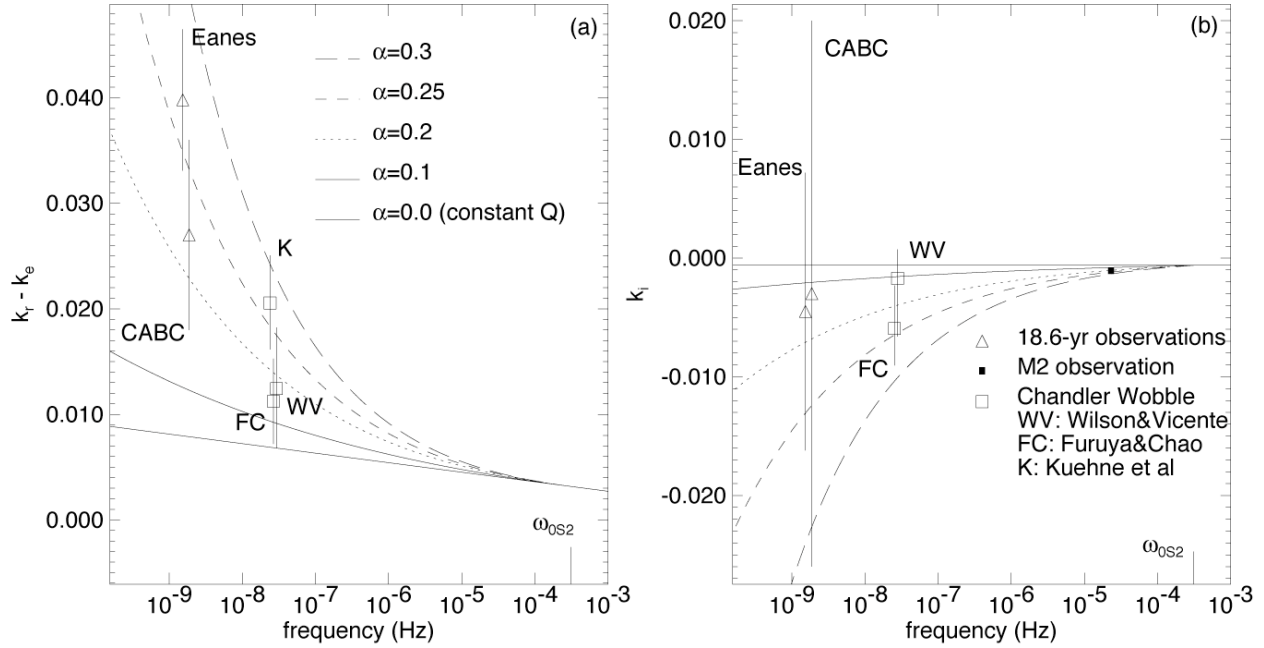 (a)
Eanes
α=0.3
α=0.25
α=0.2
α=0.1
α=0.0 (constant Q)
K
CABC
FC
WV
ω0S2
0.040
0.030
0.020
0.010
0.000
kr - ke
10-9
10-8
10-7
10-6
10-5
10-4
10-3
frequency (Hz)
(b)
CABC
Eanes
WV
FC
18.6-yr observations
M2 observation
Chandler Wobble
WV: Wilson&Vicente
FC: Furuya&Chao
K: Kuehne et al
ω0S2
0.020
0.010
0.000
-0.010
-0.020
ki
10-9
10-8
10-7
10-6
10-5
10-4
10-3
frequency (Hz)